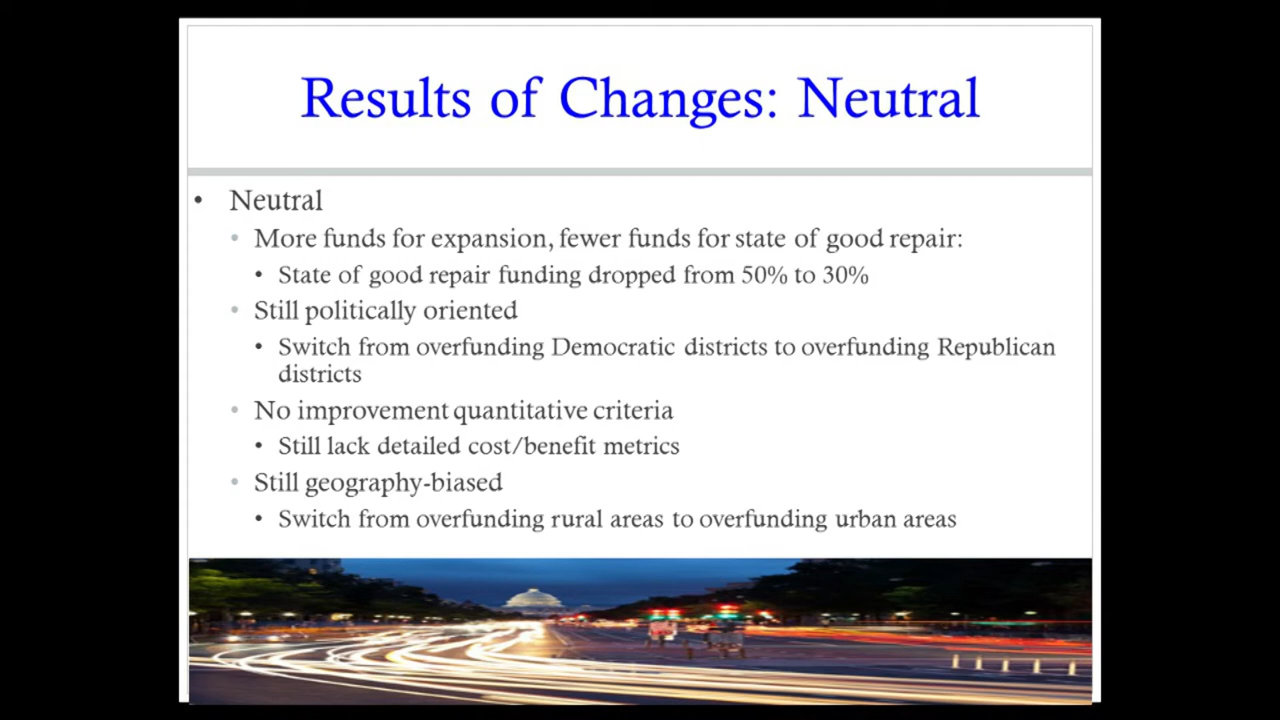 Results of Changes: Neutral
• Neutral
• More funds for expansion, fewer funds for state of good repair:
• State of good repair funding dropped from 50% to 30%
• Still politically oriented
• Switch from overfunding Democratic districts to overfunding Republican
districts
• No improvement quantitative criteria
• Still lack detailed cost/benefit metrics
• Still geography-biased
• Switch from overfunding rural areas to overfunding urban areas